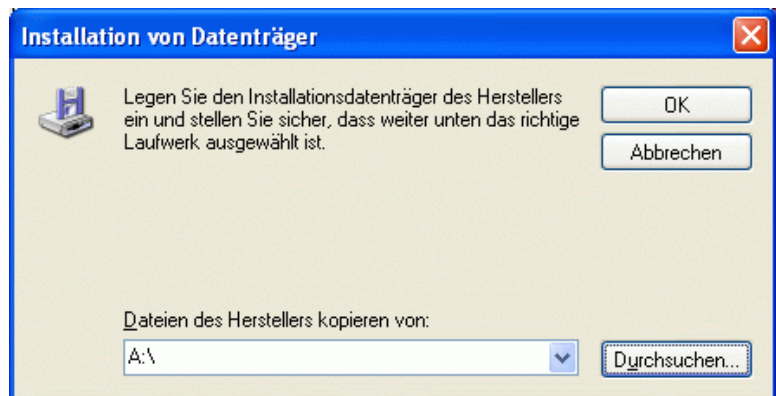 Installation von Datenträger
Legen Sie den Installationsdatenträger des Herstellers
ein und stellen Sie sicher, dass weiter unten das richtige
Laufwerk ausgewählt ist.
OK
Abbrechen
Dateien des Herstellers kopieren von:
A:\
Durchsuchen...